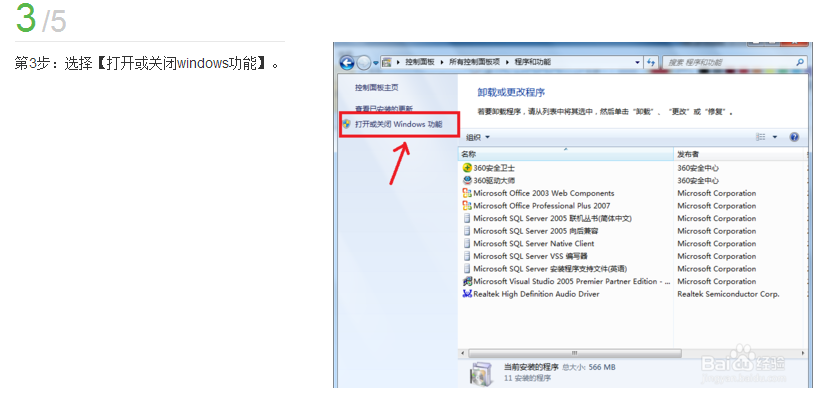 3/5
第3步：选择【打开或关闭windows功能】。
控制面板 ▸ 所有控制面板项 ▸ 程序和功能
搜索 程序和功能
控制面板主页
查看已安装的更新
打开或关闭 Windows 功能
卸载或更改程序
若要卸载程序，请从列表中将其选中，然后单击“卸载”、“更改”或“修复”。
组织
名称 发布者
360安全卫士 360安全中心
360驱动大师 360安全中心
Microsoft Office 2003 Web Components Microsoft Corporation
Microsoft Office Professional Plus 2007 Microsoft Corporation
Microsoft SQL Server 2005 联机丛书(简体中文) Microsoft Corporation
Microsoft SQL Server 2005 向后兼容 Microsoft Corporation
Microsoft SQL Server Native Client Microsoft Corporation
Microsoft SQL Server VSS 编写器 Microsoft Corporation
Microsoft SQL Server 安装程序支持文件(英语) Microsoft Corporation
Microsoft Visual Studio 2005 Premier Partner Edition - ... Microsoft Corporation
Realtek High Definition Audio Driver Realtek Semiconductor Corp.
当前安装的程序 总大小: 566 MB
11 安装的程序
Baidu经验
jingyan.baidu.com